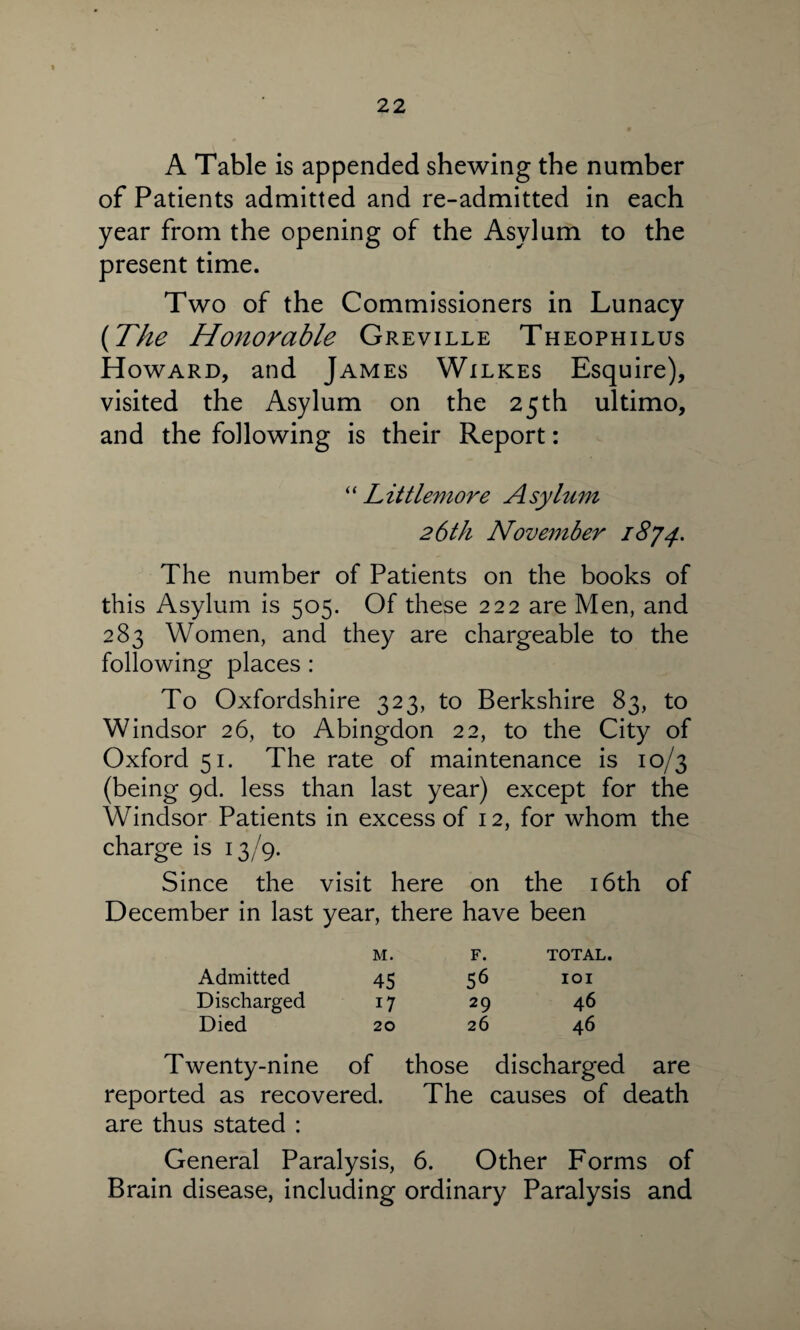 22
A Table is appended shewing the number
of Patients admitted and re-admitted in each
year from the opening of the Asylum to the
present time.
Two of the Commissioners in Lunacy
(The Honorable Greville Theophilus
Howard, and James Wilkes Esquire),
visited the Asylum on the 25th ultimo,
and the following is their Report:
“ Littlemore Asylum
26th November 1874.
The number of Patients on the books of
this Asylum is 505. Of these 222 are Men, and
283 Women, and they are chargeable to the
following places :
To Oxfordshire 323, to Berkshire 83, to
Windsor 26, to Abingdon 22, to the City of
Oxford 51. The rate of maintenance is 10/3
(being 9d. less than last year) except for the
Windsor Patients in excess of 12, for whom the
charge is 13/9.
Since the visit here on the 16th of
December in last year, there have been
M. F. TOTAL.
Admitted 45 56 101
Discharged 17 29 46
Died 20 26 46
Twenty-nine of those discharged are
reported as recovered. The causes of death
are thus stated :
General Paralysis, 6. Other Forms of
Brain disease, including ordinary Paralysis and